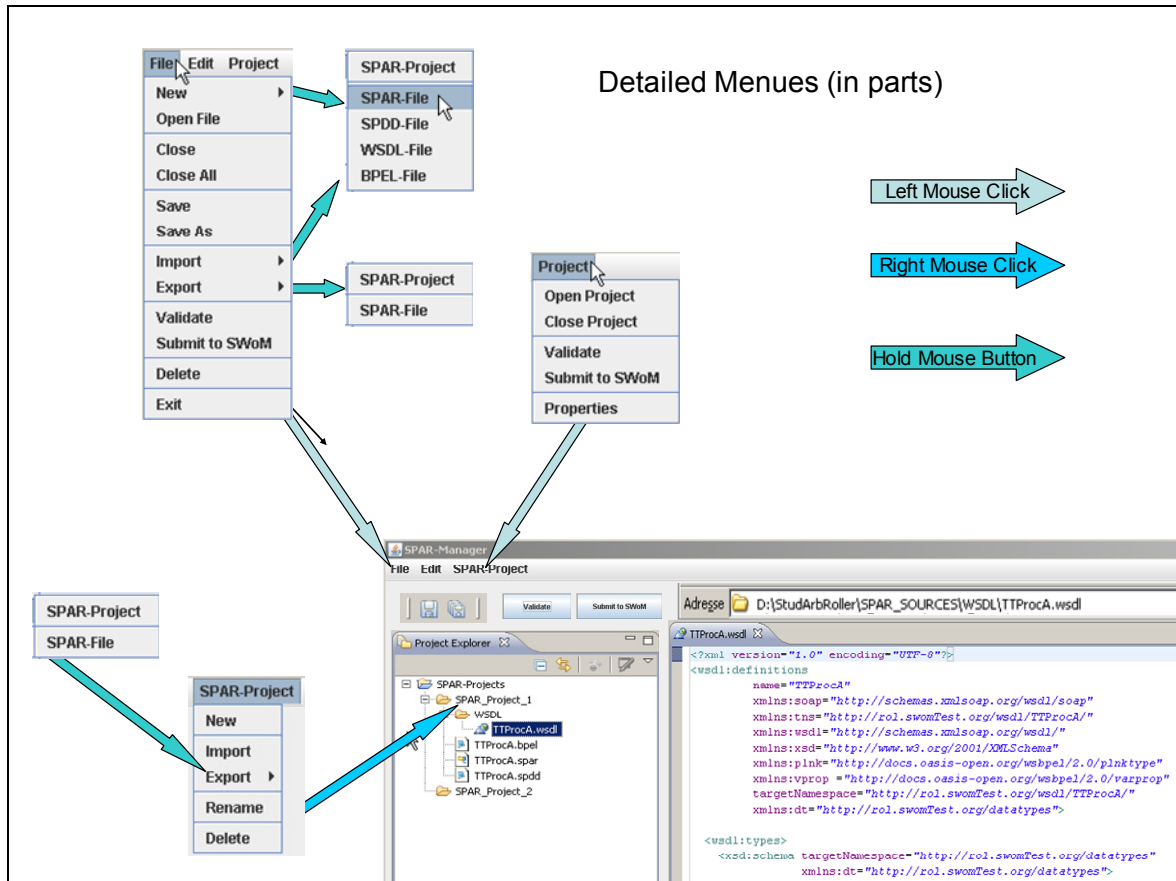 Detailed Menues (in parts)
File Edit Project
New
Open File
Close
Close All
Save
Save As
Import
Export
Validate
Submit to SWoM
Delete
Exit
SPAR-Project
SPAR-File
SPDD-File
WSDL-File
BPEL-File
SPAR-Project
SPAR-File
Project
Open Project
Close Project
Validate
Submit to SWoM
Properties
Left Mouse Click
Right Mouse Click
Hold Mouse Button
SPAR-Project
SPAR-File
SPAR-Project
New
Import
Export
Rename
Delete
SPAR-Manager
File Edit SPAR-Project
Validate
Submit to SWoM
Adresse D:\StudArbRoller\SPAR_SOURCES\WSDL\TTProcA.wsdl
Project Explorer
SPAR-Projects
SPAR_Project_1
WSDL
TTProcA.wsdl
TTProcA.bpel
TTProcA.spar
TTProcA.spdd
SPAR_Project_2
TTProcA.wsdl
<?xml version="1.0" encoding="UTF-8"?>
<wsdl:definitions
name="TTProcA"
xmlns:soap="http://schemas.xmlsoap.org/wsdl/soap"
xmlns:tns="http://rol.swomTest.org/wsdl/TTProcA/"
xmlns:wsdl="http://schemas.xmlsoap.org/wsdl/"
xmlns:xsd="http://www.w3.org/2001/XMLSchema"
xmlns:plnk="http://docs.oasis-open.org/wsbpel/2.0/plnktype"
xmlns:vprop ="http://docs.oasis-open.org/wsbpel/2.0/varprop"
targetNamespace="http://rol.swomTest.org/wsdl/TTProcA/"
xmlns:dt="http://rol.swomTest.org/datatypes">
<wsdl:types>
<xsd:schema targetNamespace="http://rol.swomTest.org/datatypes"
xmlns:dt="http://rol.swomTest.org/datatypes">